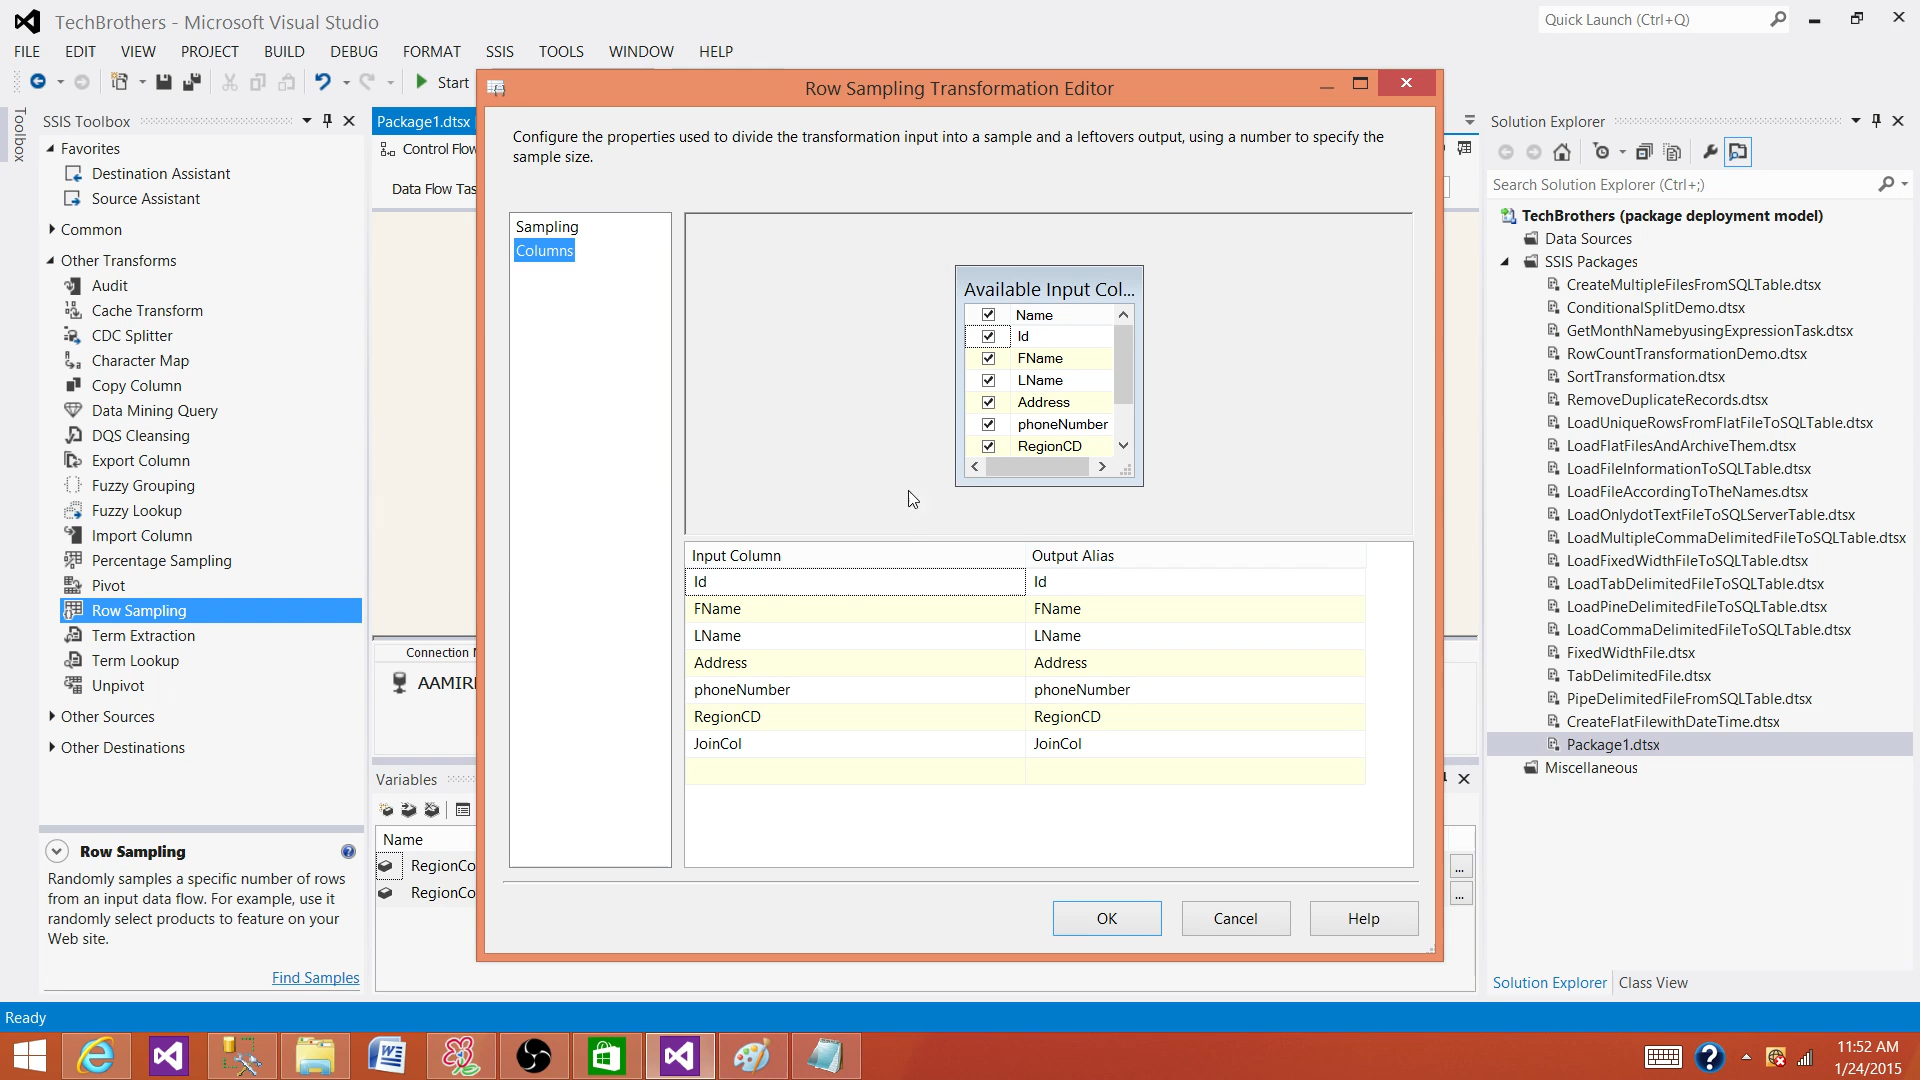 TechBrothers - Microsoft Visual Studio
Quick Launch (Ctrl+Q)
FILE EDIT VIEW PROJECT BUILD DEBUG FORMAT SSIS TOOLS WINDOW HELP
Start
Toolbox
SSIS Toolbox
Favorites
Destination Assistant
Source Assistant
Common
Other Transforms
Audit
Cache Transform
CDC Splitter
Character Map
Copy Column
Data Mining Query
DQS Cleansing
Export Column
Fuzzy Grouping
Fuzzy Lookup
Import Column
Percentage Sampling
Pivot
Row Sampling
Term Extraction
Term Lookup
Unpivot
Other Sources
Other Destinations
Row Sampling
Randomly samples a specific number of rows
from an input data flow. For example, use it
randomly select products to feature on your
Web site.
Find Samples
Package1.dtsx
Control Flow
Data Flow Tas
Connection
AAMIR
Variables
Name
RegionCo
RegionCo
Row Sampling Transformation Editor
Configure the properties used to divide the transformation input into a sample and a leftovers output, using a number to specify the
sample size.
Sampling
Columns
Available Input Col...
Name
Id
FName
LName
Address
phoneNumber
RegionCD
Input Column Output Alias
Id Id
FName FName
LName LName
Address Address
phoneNumber phoneNumber
RegionCD RegionCD
JoinCol JoinCol
OK Cancel Help
...
...
Solution Explorer
Search Solution Explorer (Ctrl+;)
TechBrothers (package deployment model)
Data Sources
SSIS Packages
CreateMultipleFilesFromSQLTable.dtsx
ConditionalSplitDemo.dtsx
GetMonthNamebyusingExpressionTask.dtsx
RowCountTransformationDemo.dtsx
SortTransformation.dtsx
RemoveDuplicateRecords.dtsx
LoadUniqueRowsFromFlatFileToSQLTable.dtsx
LoadFlatFilesAndArchiveThem.dtsx
LoadFileInformationToSQLTable.dtsx
LoadFileAccordingToTheNames.dtsx
LoadOnlydotTextFileToSQLServerTable.dtsx
LoadMultipleCommaDelimitedFileToSQLTable.dtsx
LoadFixedWidthFileToSQLTable.dtsx
LoadTabDelimitedFileToSQLTable.dtsx
LoadPineDelimitedFileToSQLTable.dtsx
LoadCommaDelimitedFileToSQLTable.dtsx
FixedWidthFile.dtsx
TabDelimitedFile.dtsx
PipeDelimitedFileFromSQLTable.dtsx
CreateFlatFilewithDateTime.dtsx
Package1.dtsx
Miscellaneous
Solution Explorer Class View
Ready
11:52 AM
1/24/2015